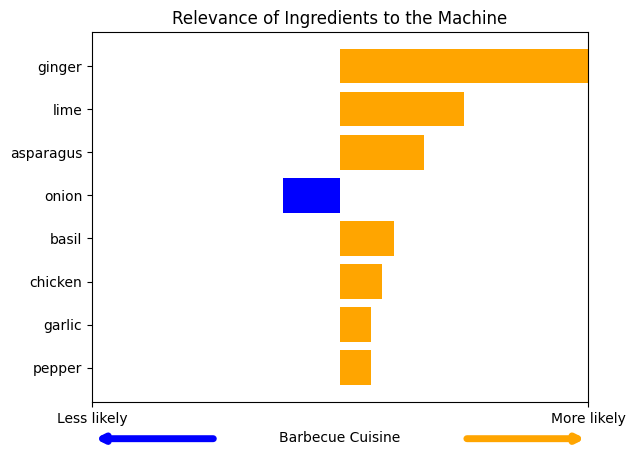 Relevance of Ingredients to the Machine
ginger
lime
asparagus
onion
basil
chicken
garlic
pepper
Less likely
More likely
Barbecue Cuisine